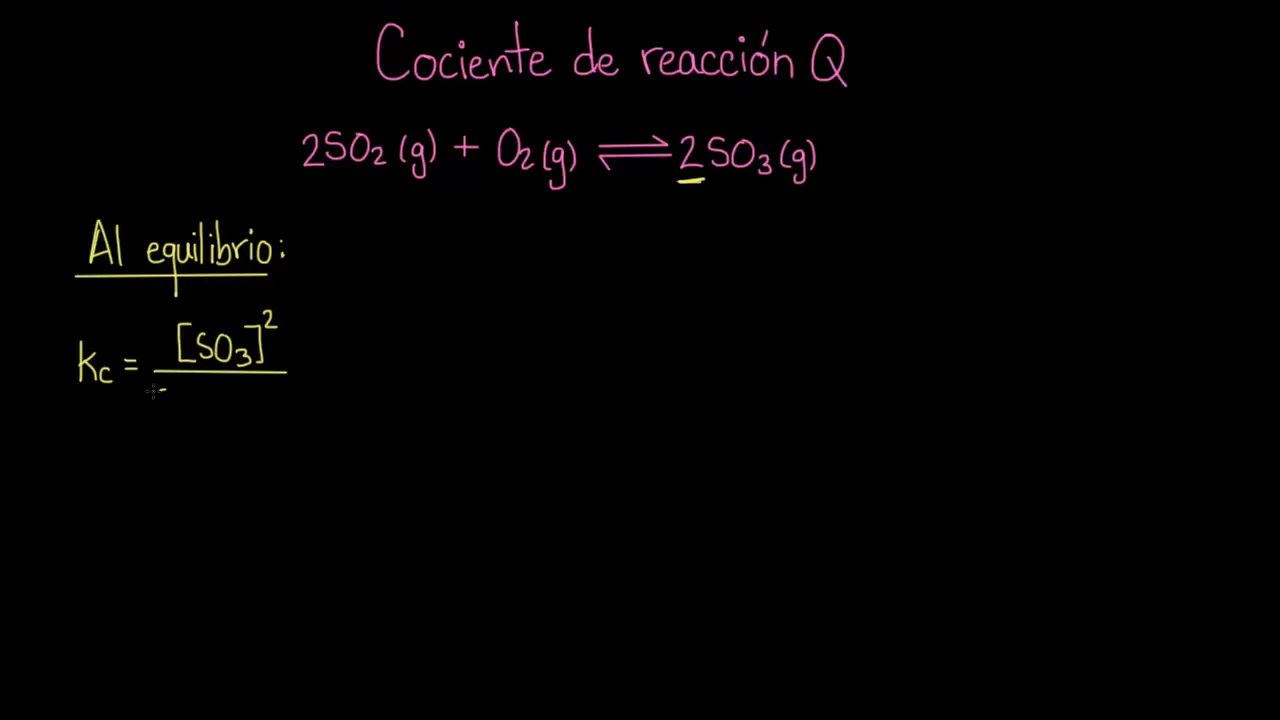 Cociente de reacción Q
2SO₂(g) + O₂(g) ⇌ 2SO₃(g)
Al equilibrio:
[SO₃]²
Kc =